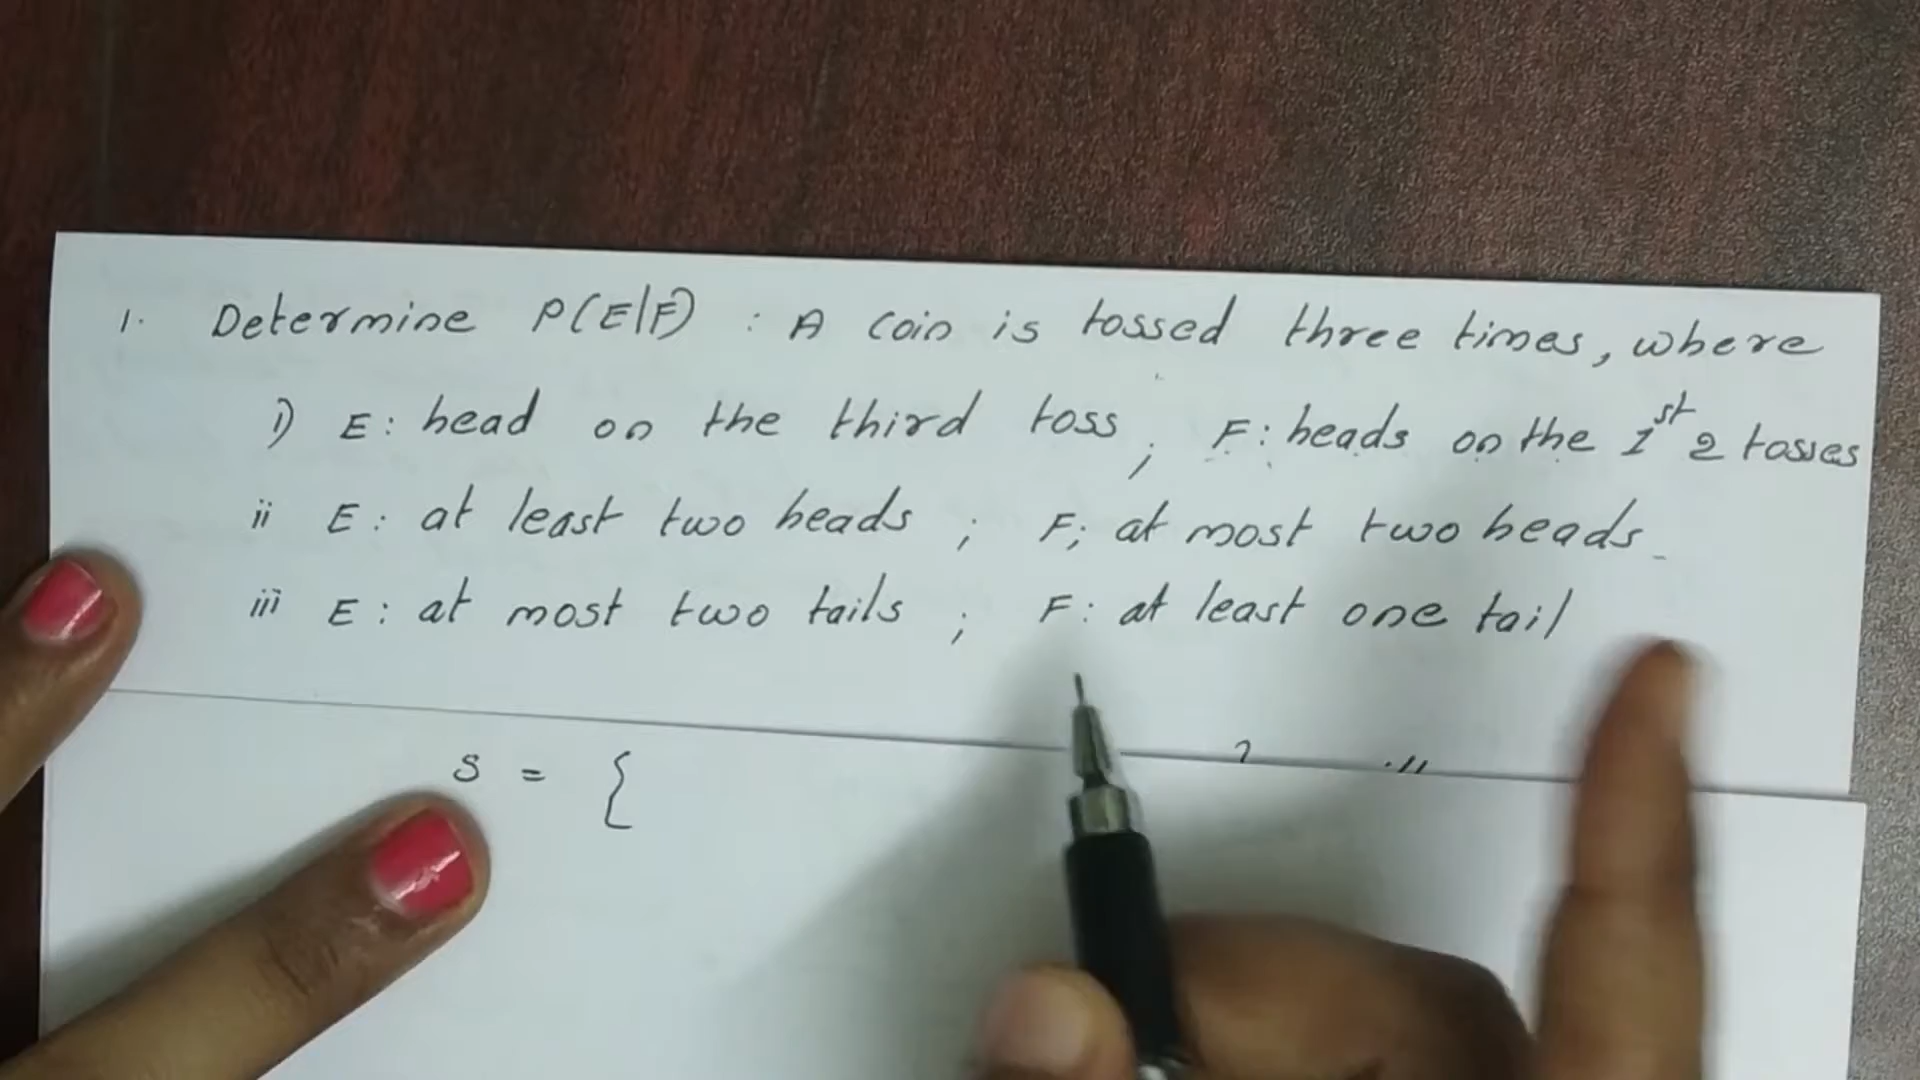 1. Determine P(E|F) : A coin is tossed three times, where
i) E: head on the third toss ; F: heads on the 1st 2 tosses
ii E: at least two heads ; F; at most two heads.
iii E: at most two tails ; F: at least one tail
S = {